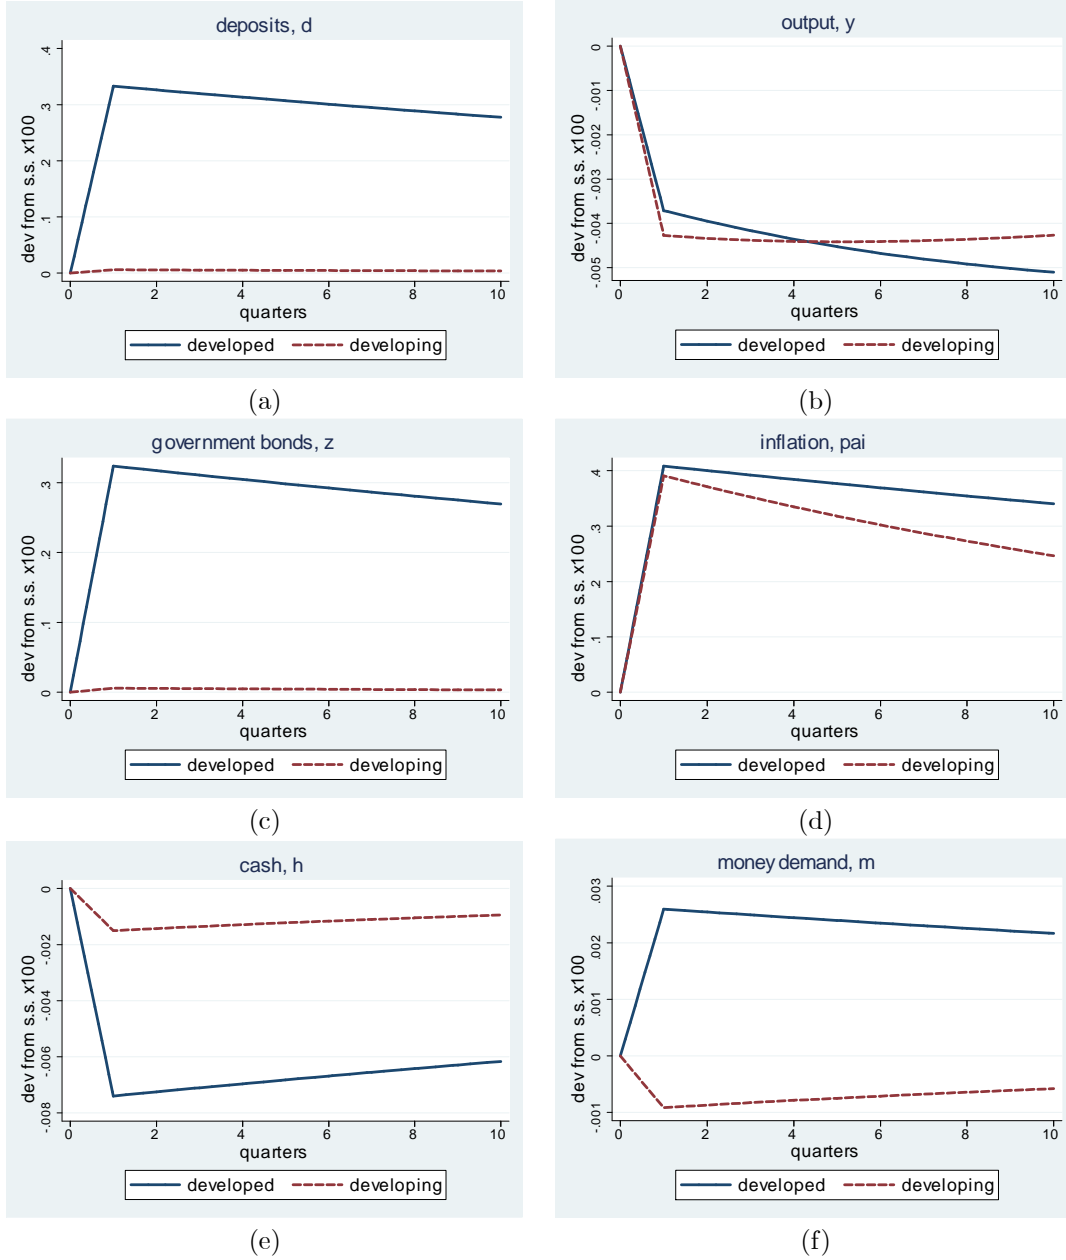 deposits, d
dev from s.s. x100
0 .1 .2 .3 .4
0 2 4 6 8 10
quarters
developed developing
(a)
output, y
dev from s.s. x100
-.005 -.004 -.003 -.002 -.001 0
0 2 4 6 8 10
quarters
developed developing
(b)
government bonds, z
dev from s.s. x100
0 .1 .2 .3
0 2 4 6 8 10
quarters
developed developing
(c)
inflation, pai
dev from s.s. x100
0 .1 .2 .3 .4
0 2 4 6 8 10
quarters
developed developing
(d)
cash, h
dev from s.s. x100
-.008 -.006 -.004 -.002 0
0 2 4 6 8 10
quarters
developed developing
(e)
money demand, m
dev from s.s. x100
-.001 0 .001 .002 .003
0 2 4 6 8 10
quarters
developed developing
(f)